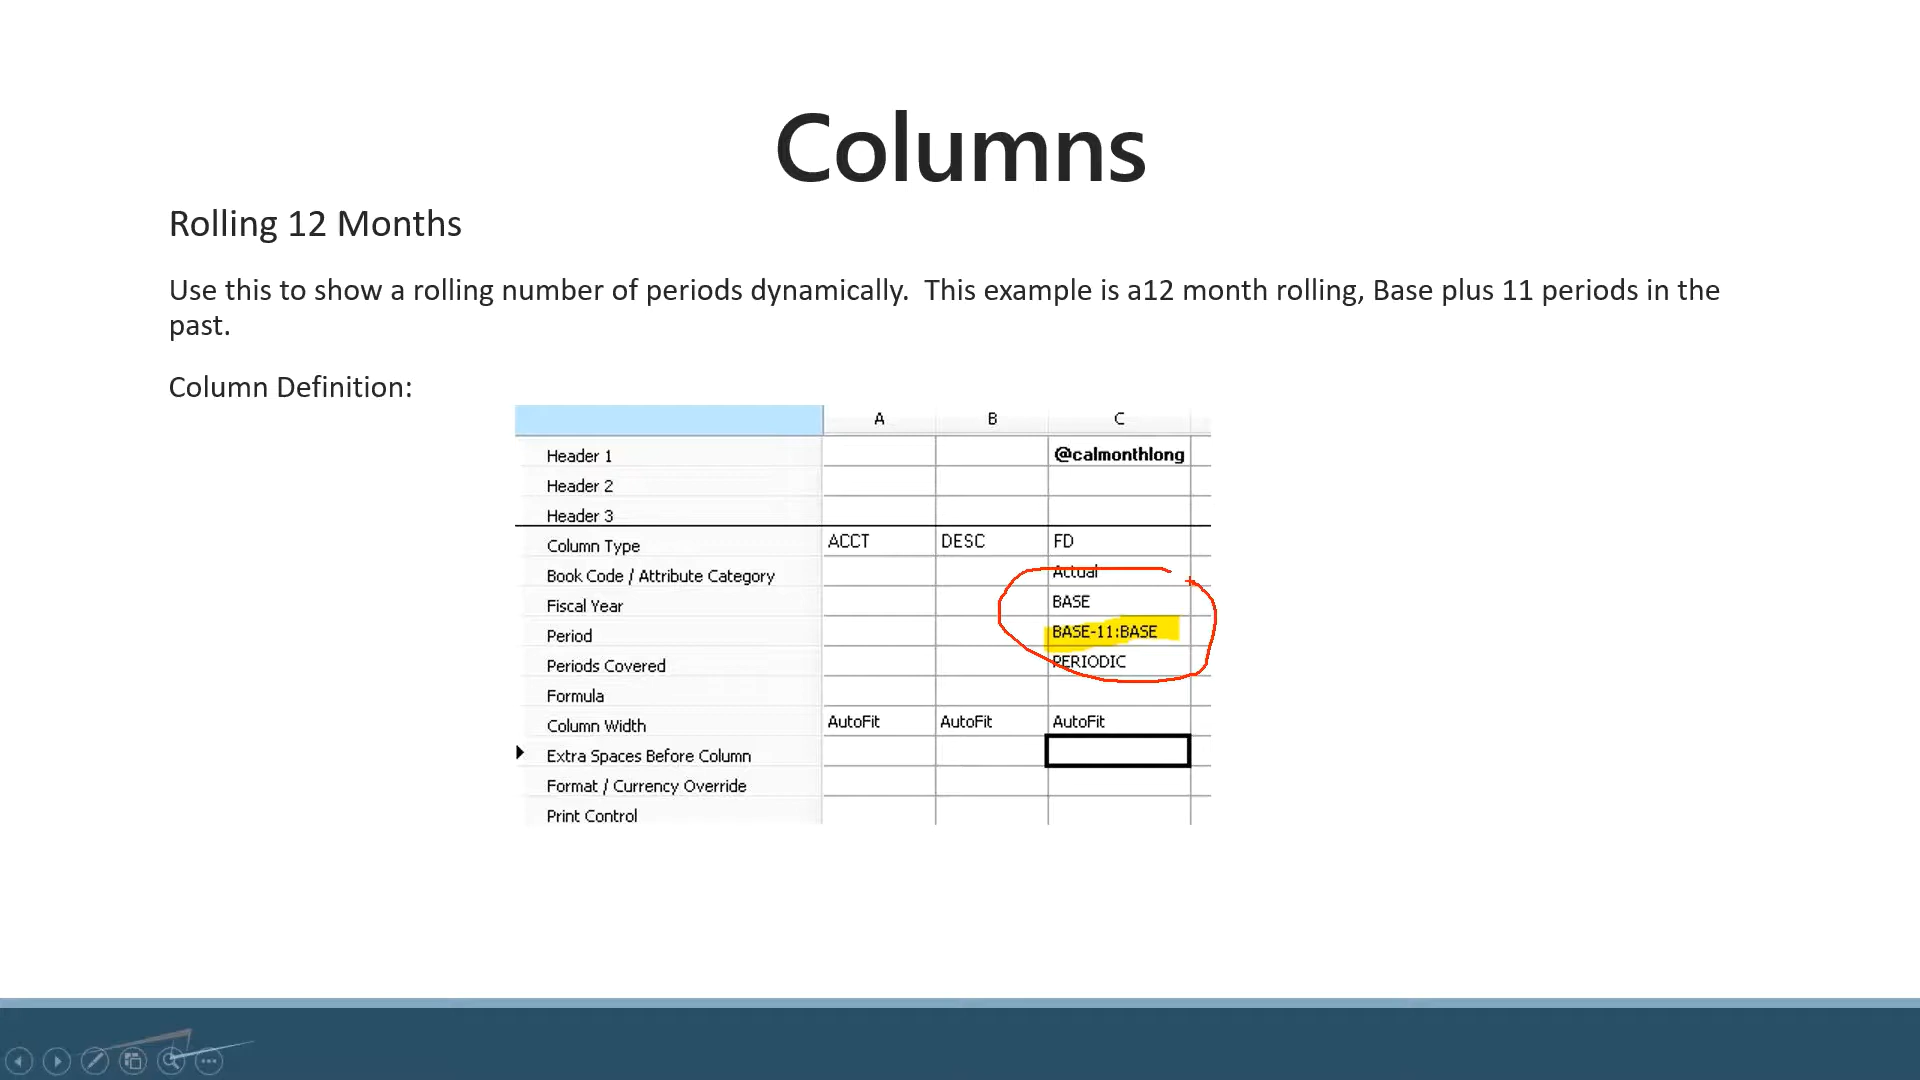 Columns
Rolling 12 Months
Use this to show a rolling number of periods dynamically.  This example is a12 month rolling, Base plus 11 periods in the
past.
Column Definition:
A B C
Header 1 @calmonthlong
Header 2
Header 3
Column Type ACCT DESC FD
Book Code / Attribute Category Actual
Fiscal Year BASE
Period BASE-11:BASE
Periods Covered PERIODIC
Formula
Column Width AutoFit AutoFit AutoFit
Extra Spaces Before Column
Format / Currency Override
Print Control